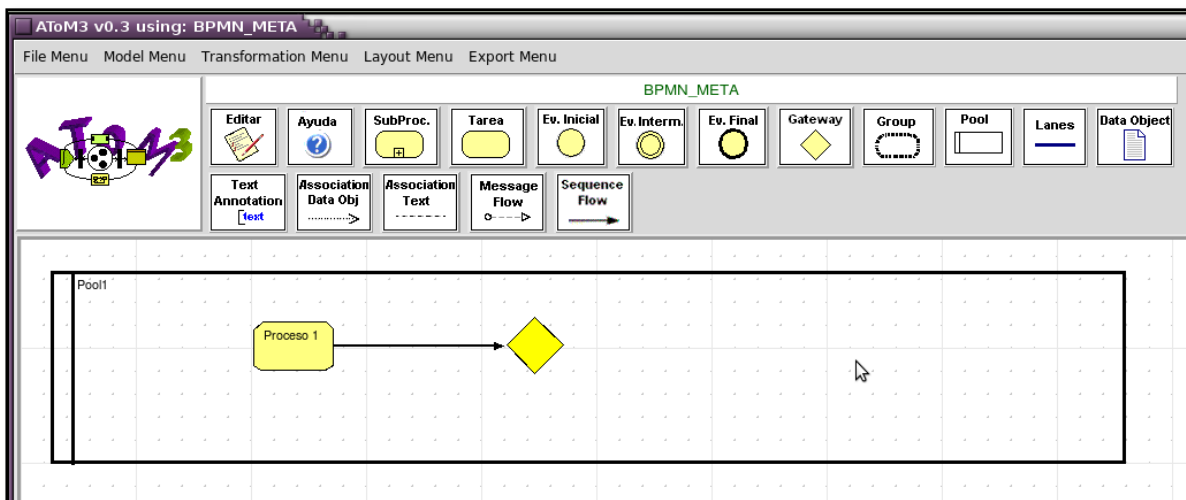 AToM3 v0.3 using: BPMN_META
File Menu Model Menu Transformation Menu Layout Menu Export Menu
ATOM3
BPMN_META
Editar
Ayuda
SubProc.
Tarea
Ev. Inicial
Ev. Interm.
Ev. Final
Gateway
Group
Pool
Lanes
Data Object
Text
Annotation
[text
Association
Data Obj
Association
Text
Message
Flow
Sequence
Flow
Pool1
Proceso 1